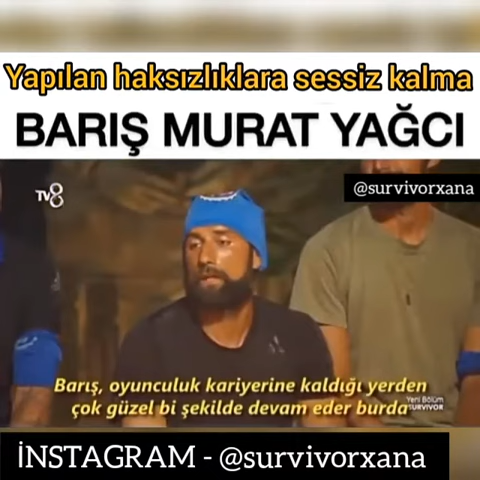 Yapılan haksızlıklara sessiz kalma
BARIŞ MURAT YAĞCI
TV8
@survivorxana
Barış, oyunculuk kariyerine kaldığı yerden
çok güzel bi şekilde devam eder burda
Yeni Bölüm
SURVIVOR
İNSTAGRAM - @survivorxana